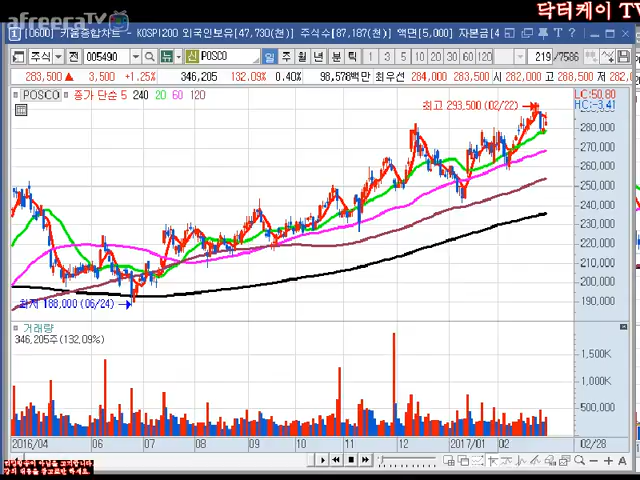 afreecaTV
닥터케이 TV
[0600] 키움종합차트 - KOSPI200 외국인보유[47,730(천)] 주식수[87,187(천)] 액면[5,000] 자본금[4
주식 005490 뉴 신 POSCO 일 주 월 년 분 틱 1 3 5 10 20 30 60 120 219 /7586
283,500 ▲ 3,500 +1.25% 346,205 132.09% 0.40% 98,578백만 최우선 284,000 283,500 시 282,000 고 288,500 저 282,
POSCO 종가 단순 5 240 20 60 120
LC:50.80
HC:-3.41
최고 293,500 (02/22)
280,000
270,000
260,000
250,000
240,000
230,000
220,000
210,000
200,000
190,000
최저 188,000 (06/24)
거래량
346,205주(132.09%)
1,500K
1,000K
500,000
2016/04 06 07 08 09 10 11 12 2017/01 02 02/28